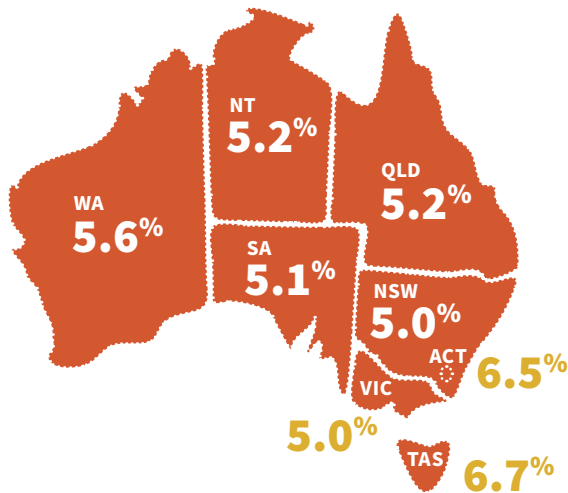 NT
5.2%
QLD
5.2%
WA
5.6%
SA
5.1%
NSW
5.0%
ACT
6.5%
VIC
5.0%
TAS
6.7%